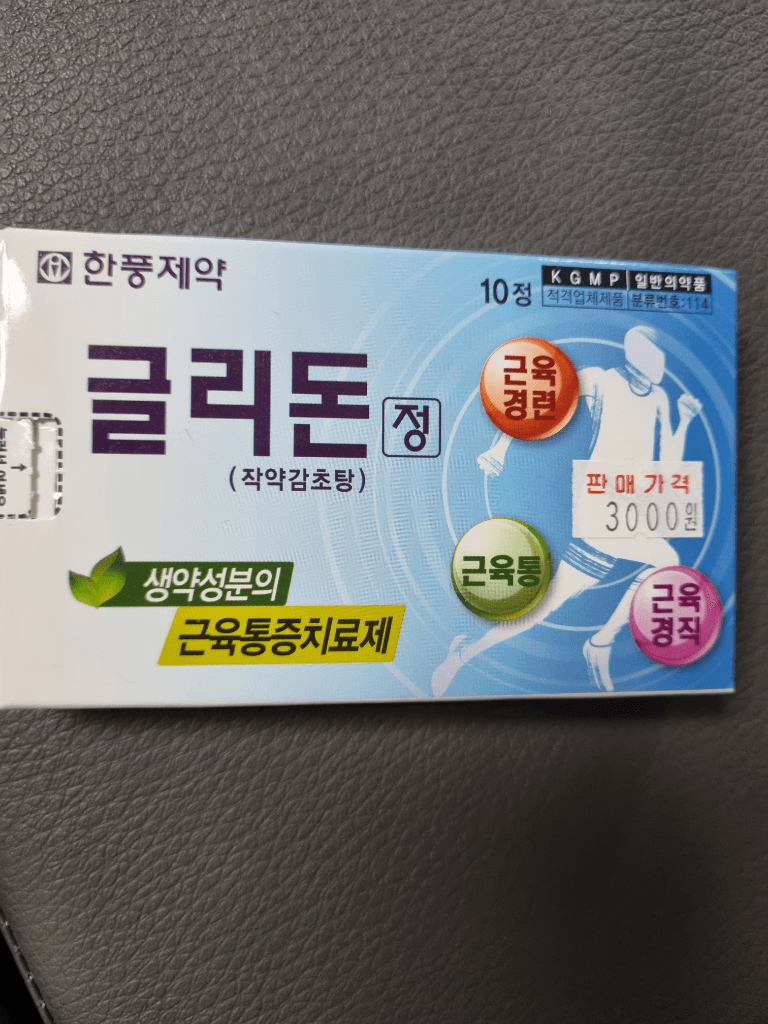 한풍제약
10정
KGMP 일반의약품
적격업체제품 분류번호:114
글리돈 정
(작약감초탕)
근육
경련
판매가격
3000원
생약성분의
근육통증치료제
근육통
근육
경직